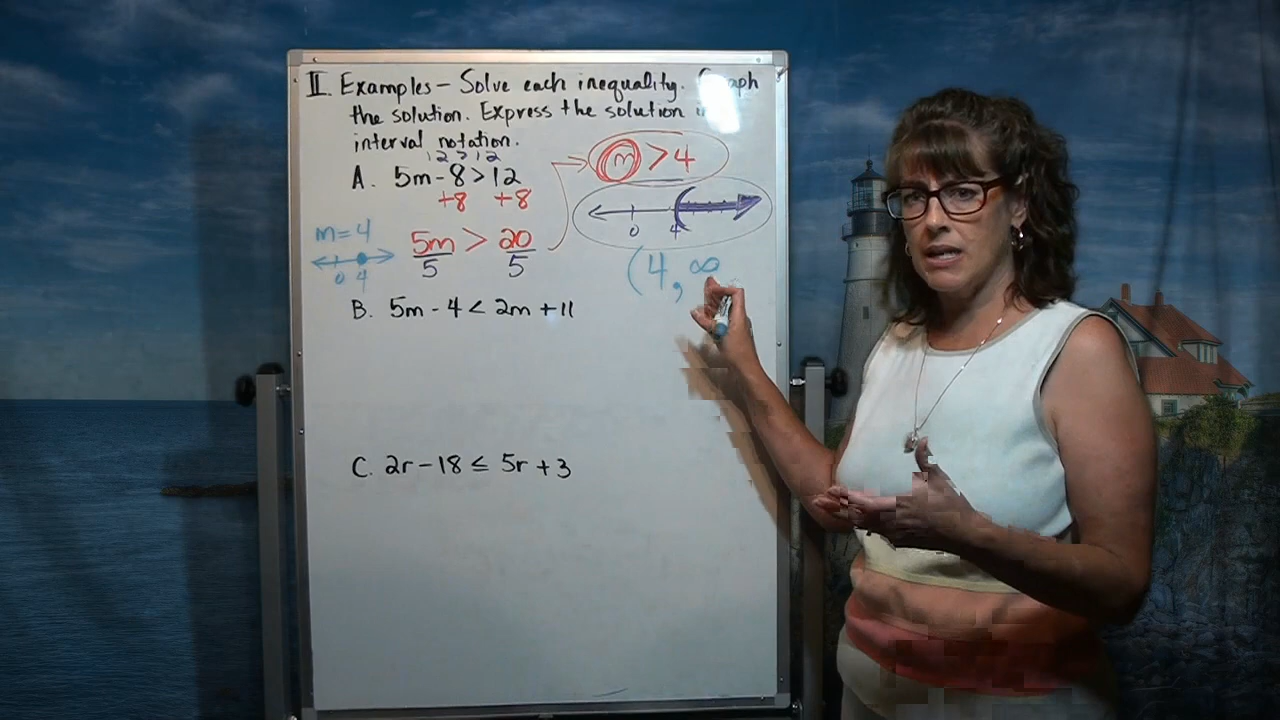 II. Examples - Solve each inequality. Graph
the solution. Express the solution
interval notation.
12 > 12
A. 5m - 8 > 12
+8 +8
5m/5 > 20/5
m > 4
0 4
(4, ∞
m = 4
0 4
B. 5m - 4 < 2m + 11
C. 2r - 18 ≤ 5r + 3